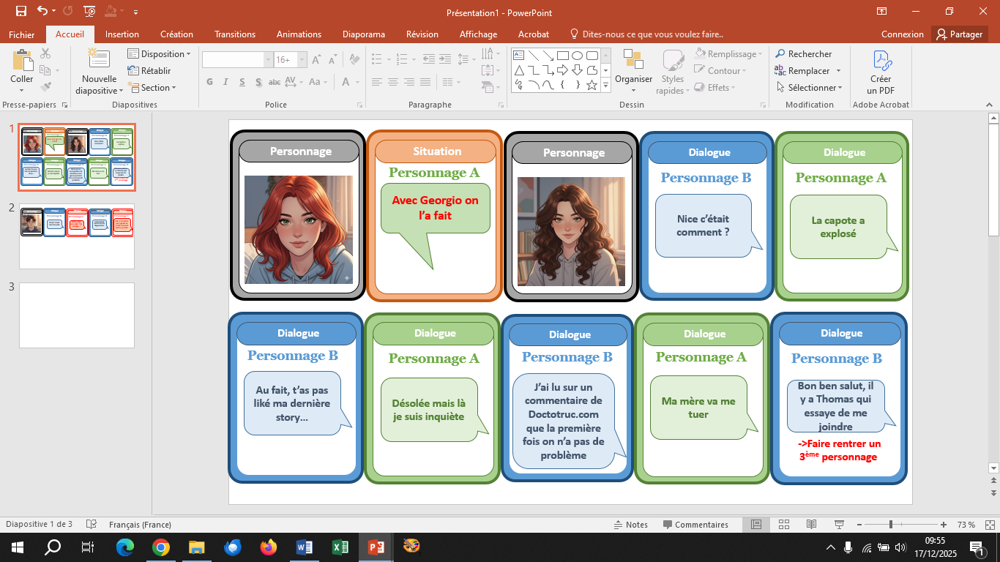 Présentation1 - PowerPoint
Fichier Accueil Insertion Création Transitions Animations Diaporama Révision Affichage Acrobat Dites-nous ce que vous voulez faire.. Connexion Partager
Coller
Nouvelle diapositive
Disposition
Rétablir
Section
16+
G I S S abc AV Aa A
Organiser
Styles rapides
Remplissage
Contour
Effets
Rechercher
Remplacer
Sélectionner
Créer un PDF
Presse-papiers Diapositives Police Paragraphe Dessin Modification Adobe Acrobat
1
2
3
Personnage
Situation
Personnage A
Avec Georgio on
l’a fait
Personnage
Dialogue
Personnage B
Nice c’était
comment ?
Dialogue
Personnage A
La capote a
explosé
Dialogue
Personnage B
Au fait, t’as pas
liké ma dernière
story…
Dialogue
Personnage A
Désolée mais là
je suis inquiète
Dialogue
Personnage B
J’ai lu sur un
commentaire de
Doctotruc.com
que la première
fois on n’a pas de
problème
Dialogue
Personnage A
Ma mère va me
tuer
Dialogue
Personnage B
Bon ben salut, il
y a Thomas qui
essaye de me
joindre
->Faire rentrer un
3ème personnage
Diapositive 1 de 3 Français (France) Notes Commentaires 73 %
09:55
17/12/2025
1